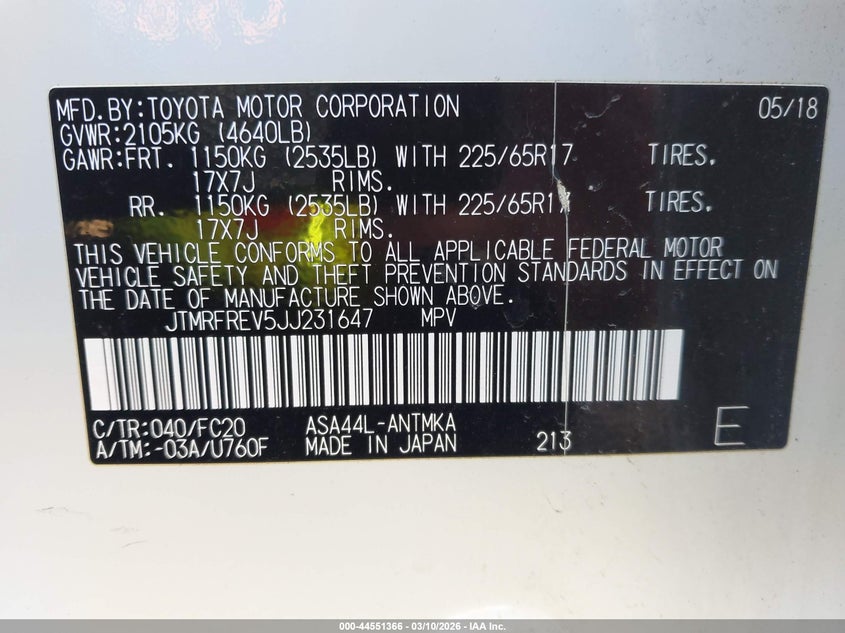 MFD.BY:TOYOTA MOTOR CORPORATION 05/18
GVWR:2105KG (4640LB)
GAWR:FRT. 1150KG (2535LB) WITH 225/65R17 TIRES.
17X7J RIMS.
RR. 1150KG (2535LB) WITH 225/65R17 TIRES.
17X7J RIMS.
THIS VEHICLE CONFORMS TO ALL APPLICABLE FEDERAL MOTOR
VEHICLE SAFETY AND THEFT PREVENTION STANDARDS IN EFFECT ON
THE DATE OF MANUFACTURE SHOWN ABOVE.
JTMRFREV5JJ231647 MPV
C/TR:040/FC20 ASA44L-ANTMKA
A/TM:-03A/U760F MADE IN JAPAN 213 E
000-44551366 - 03/10/2026 - IAA Inc.